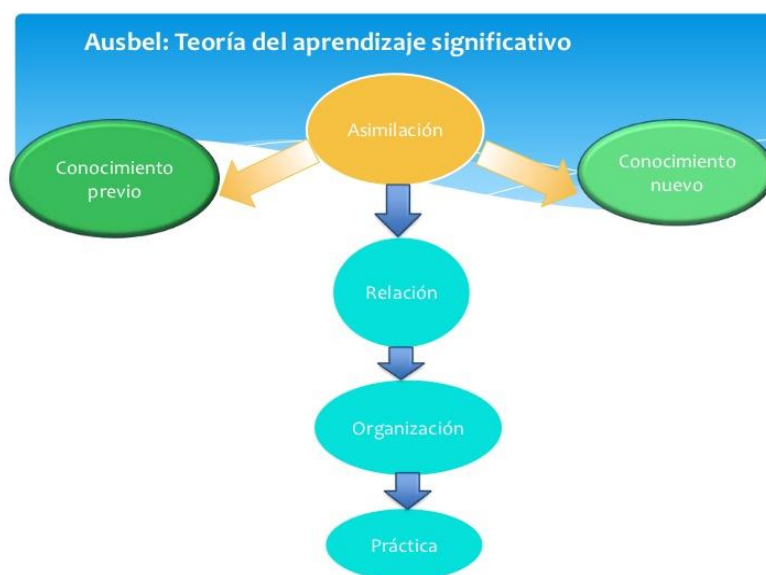 Ausbel: Teoría del aprendizaje significativo
Asimilación
Conocimiento
previo
Conocimiento
nuevo
Relación
Organización
Práctica